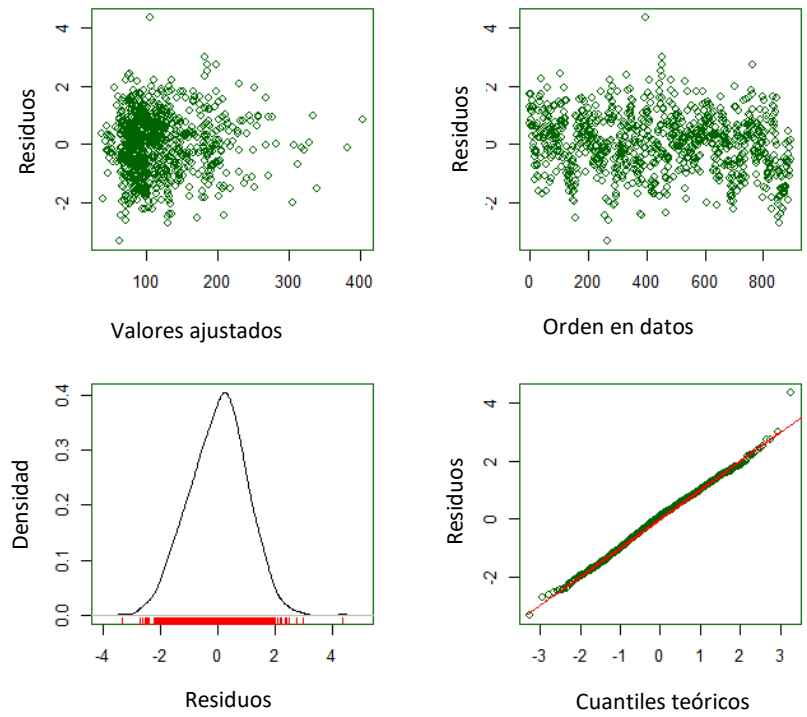 4
2
0
-2
Residuos
100 200 300 400
Valores ajustados
4
2
0
-2
Residuos
0 200 400 600 800
Orden en datos
0.4
0.3
0.2
0.1
0.0
Densidad
-4 -2 0 2 4
Residuos
4
2
0
-2
Residuos
-3 -2 -1 0 1 2 3
Cuantiles teóricos